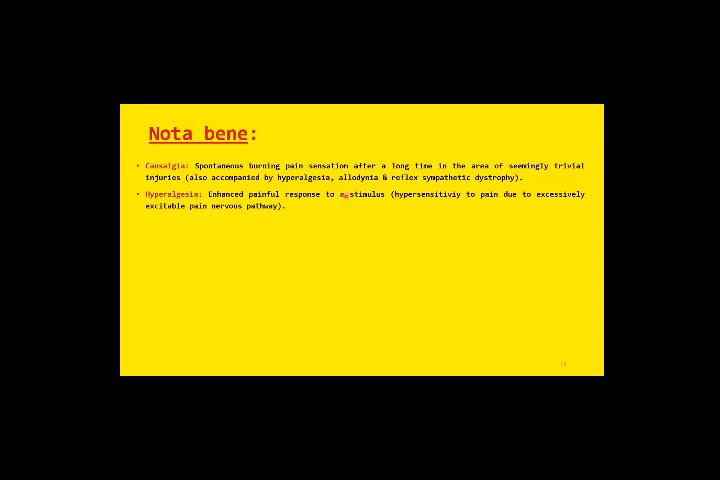 Nota bene:
• Causalgia: Spontaneous burning pain sensation after a long time in the area of seemingly trivial
injuries (also accompanied by hyperalgesia, allodynia & reflex sympathetic dystrophy).
• Hyperalgesia: Enhanced painful response to a stimulus (hypersensitiviy to pain due to excessively
excitable pain nervous pathway).